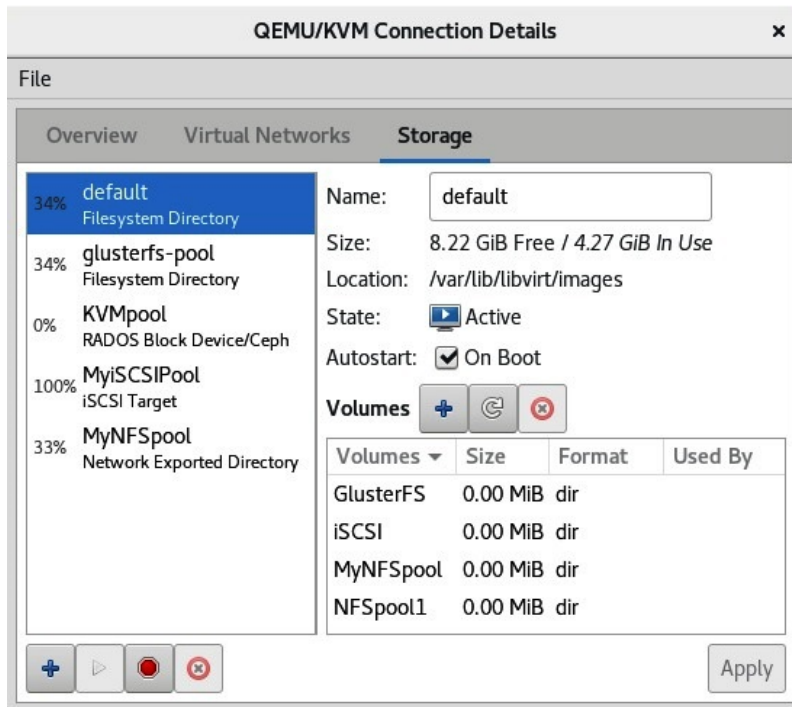 QEMU/KVM Connection Details ×
File
Overview Virtual Networks Storage
34% default
Filesystem Directory
34% glusterfs-pool
Filesystem Directory
0% KVMpool
RADOS Block Device/Ceph
100% MyiSCSIPool
iSCSI Target
33% MyNFSpool
Network Exported Directory
Name: default
Size: 8.22 GiB Free / 4.27 GiB In Use
Location: /var/lib/libvirt/images
State: Active
Autostart: On Boot
Volumes
Volumes Size Format Used By
GlusterFS 0.00 MiB dir
iSCSI 0.00 MiB dir
MyNFSpool 0.00 MiB dir
NFSpool1 0.00 MiB dir
Apply